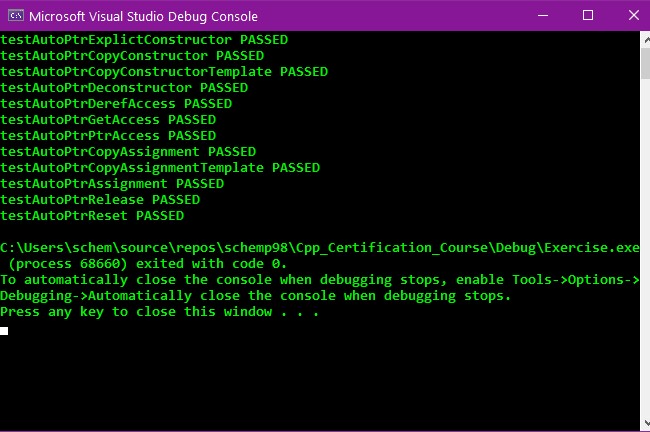 Microsoft Visual Studio Debug Console
testAutoPtrExplictConstructor PASSED
testAutoPtrCopyConstructor PASSED
testAutoPtrCopyConstructorTemplate PASSED
testAutoPtrDeconstructor PASSED
testAutoPtrDerefAccess PASSED
testAutoPtrGetAccess PASSED
testAutoPtrPtrAccess PASSED
testAutoPtrCopyAssignment PASSED
testAutoPtrCopyAssignmentTemplate PASSED
testAutoPtrAssignment PASSED
testAutoPtrRelease PASSED
testAutoPtrReset PASSED
C:\Users\schem\source\repos\schemp98\Cpp_Certification_Course\Debug\Exercise.exe
(process 68660) exited with code 0.
To automatically close the console when debugging stops, enable Tools->Options->
Debugging->Automatically close the console when debugging stops.
Press any key to close this window . . .